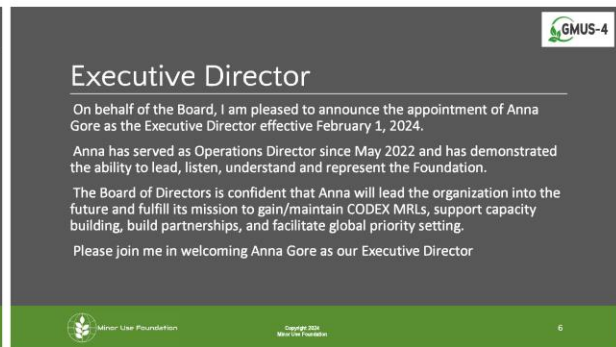 GMUS-4
Executive Director
On behalf of the Board, I am pleased to announce the appointment of Anna
Gore as the Executive Director effective February 1, 2024.
Anna has served as Operations Director since May 2022 and has demonstrated
the ability to lead, listen, understand and represent the Foundation.
The Board of Directors is confident that Anna will lead the organization into the
future and fulfill its mission to gain/maintain CODEX MRLs, support capacity
building, build partnerships, and facilitate global priority setting.
Please join me in welcoming Anna Gore as our Executive Director
Minor Use Foundation
Copyright 2024
Minor Use Foundation
6